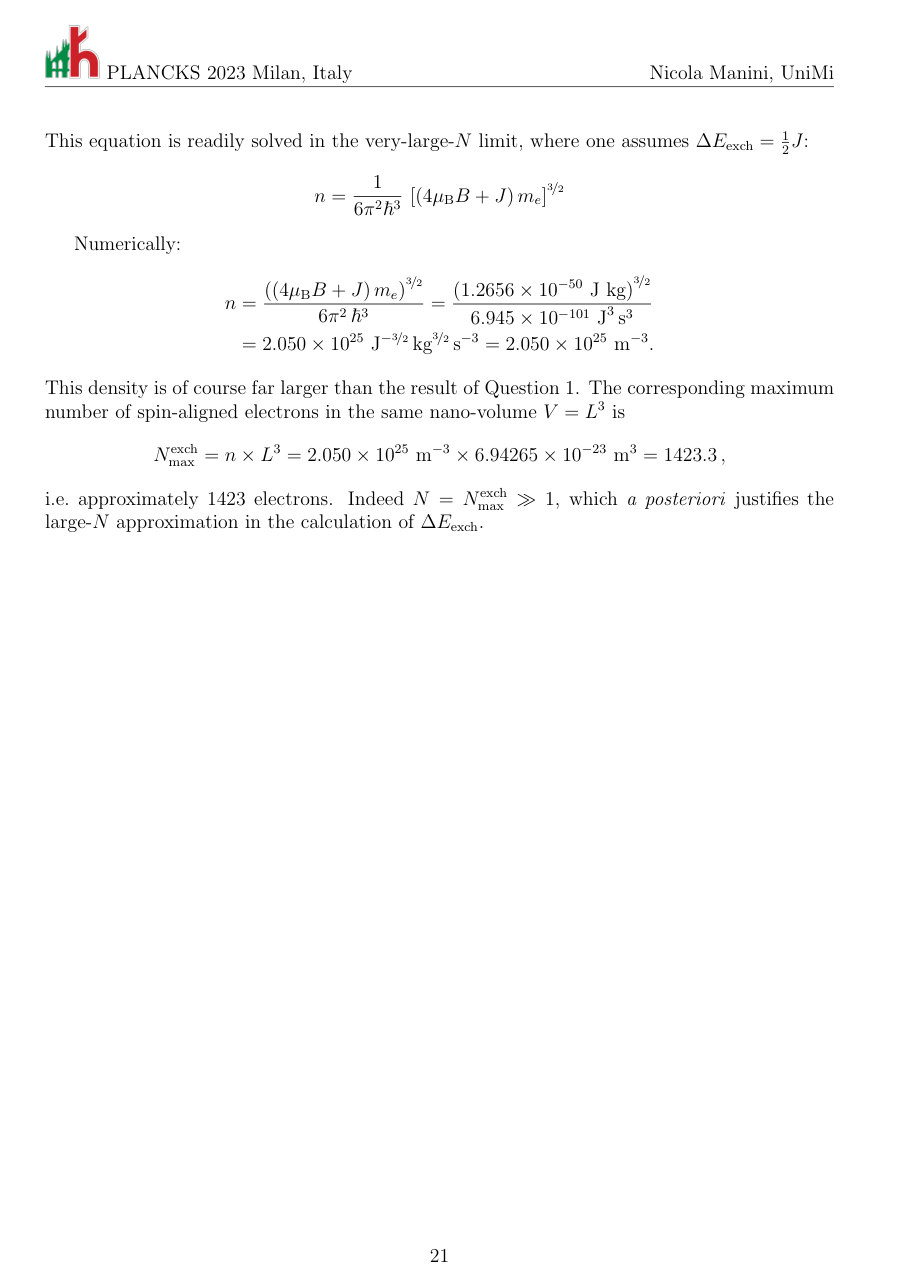 PLANCKS 2023 Milan, Italy Nicola Manini, UniMi
This equation is readily solved in the very-large-N limit, where one assumes ΔE_exch = ½J:
n = 1/(6π²ħ³) [(4μ_B B + J) m_e]^{3/2}
Numerically:
n = ((4μ_B B + J) m_e)^{3/2} / (6π² ħ³) = (1.2656 × 10⁻⁵⁰ J kg)^{3/2} / (6.945 × 10⁻¹⁰¹ J³ s³)
= 2.050 × 10²⁵ J^{−3/2} kg^{3/2} s⁻³ = 2.050 × 10²⁵ m⁻³.
This density is of course far larger than the result of Question 1. The corresponding maximum
number of spin-aligned electrons in the same nano-volume V = L³ is
N_max^exch = n × L³ = 2.050 × 10²⁵ m⁻³ × 6.94265 × 10⁻²³ m³ = 1423.3 ,
i.e. approximately 1423 electrons. Indeed N = N_max^exch ≫ 1, which a posteriori justifies the
large-N approximation in the calculation of ΔE_exch.
21